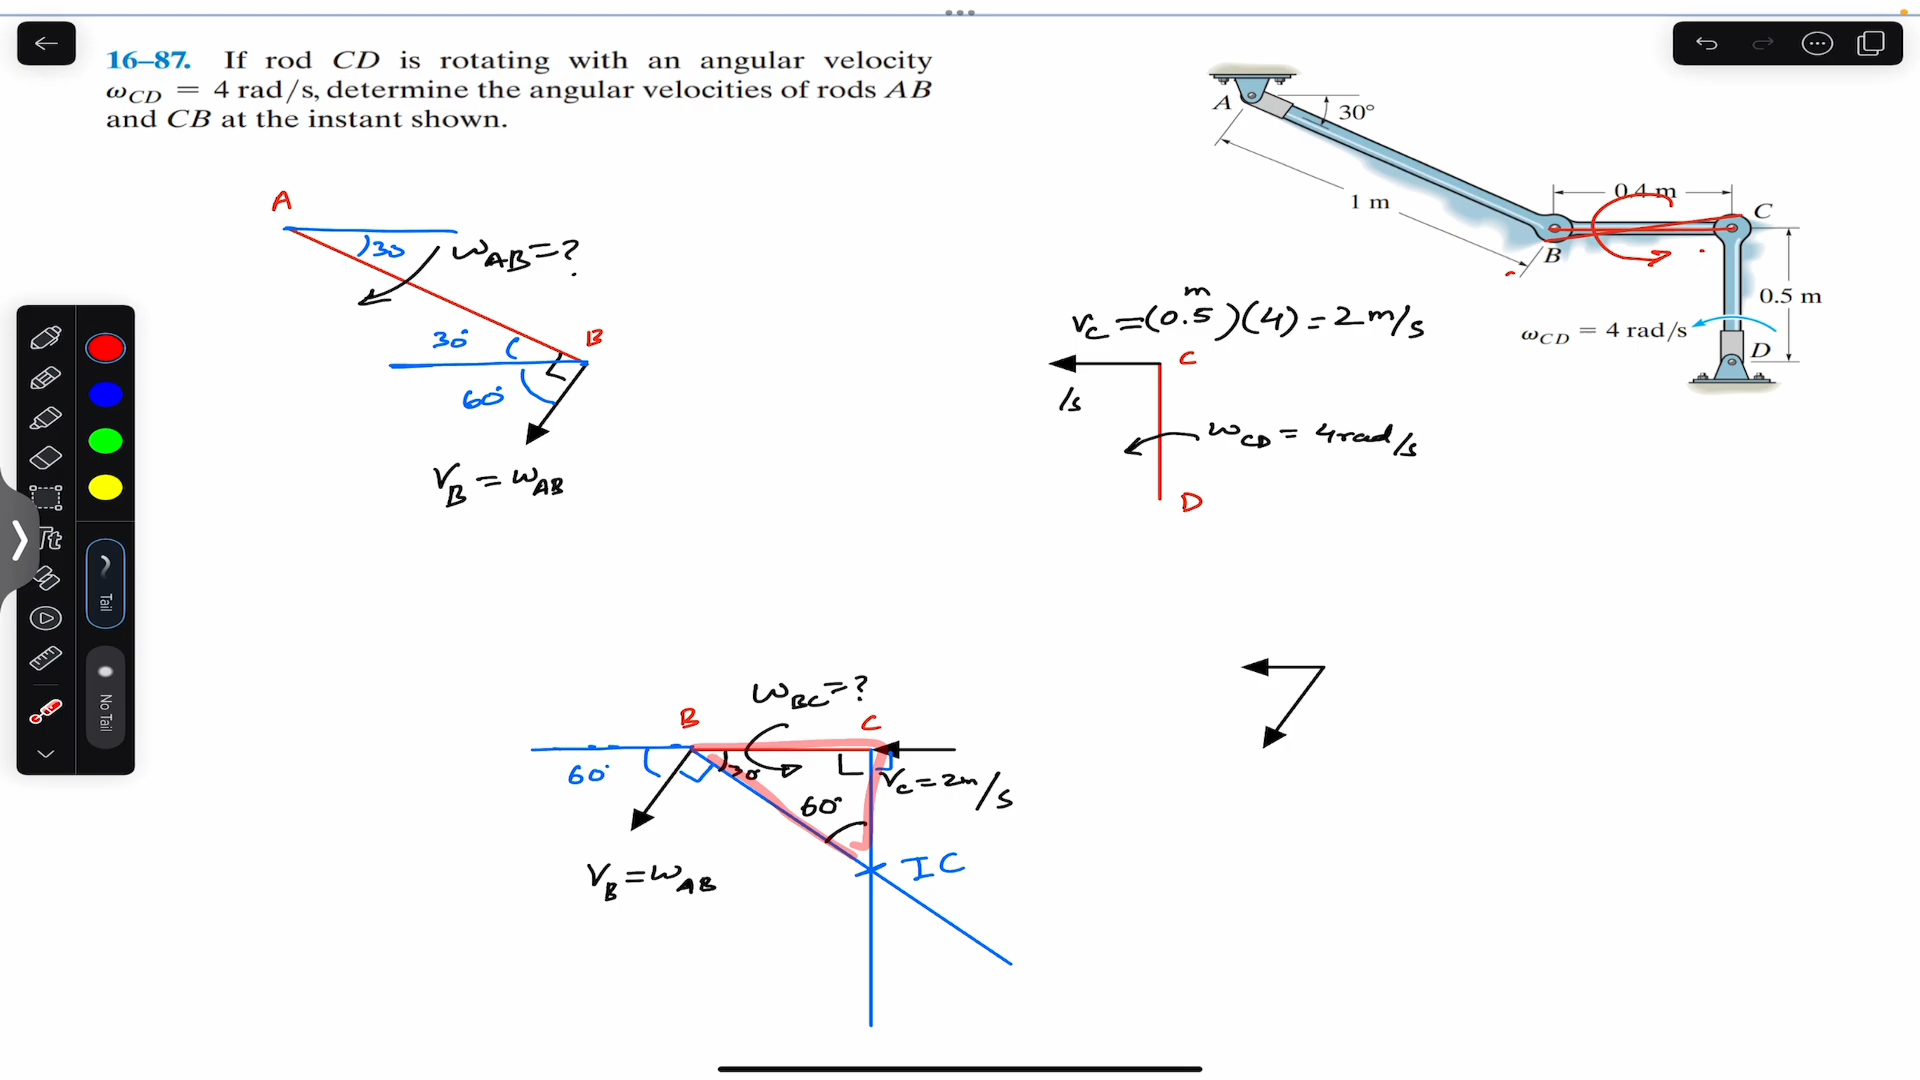 16–87. If rod CD is rotating with an angular velocity
ωCD = 4 rad/s, determine the angular velocities of rods AB
and CB at the instant shown.
A
30°
1 m
0.4 m
C
B
0.5 m
ωCD = 4 rad/s
D
A
30
ωAB=?
30°
B
60°
VB = ωAB
m
VC = (0.5)(4) = 2m/s
C
/s
ωCD = 4rad/s
D
ωBC=?
B
C
60°
30
VC=2m/s
60°
VB=ωAB
IC
Tt
Tail
No Tail